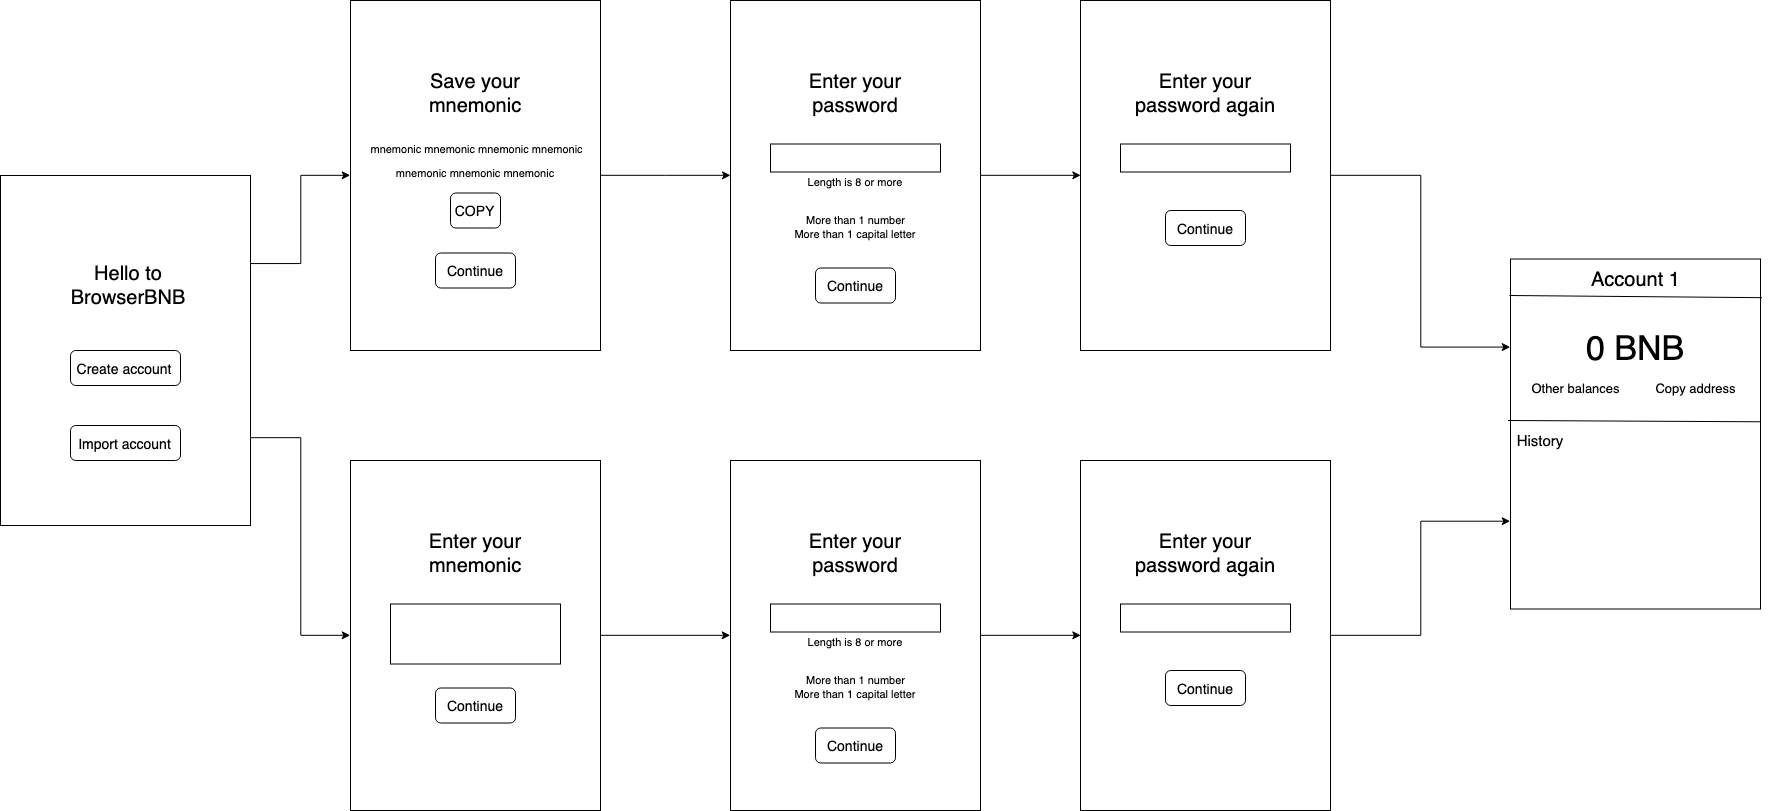 Hello to
BrowserBNB
Create account
Import account
Save your
mnemonic
mnemonic mnemonic mnemonic mnemonic
mnemonic mnemonic mnemonic
COPY
Continue
Enter your
password
Length is 8 or more
More than 1 number
More than 1 capital letter
Continue
Enter your
password again
Continue
Enter your
mnemonic
Continue
Enter your
password
Length is 8 or more
More than 1 number
More than 1 capital letter
Continue
Enter your
password again
Continue
Account 1
0 BNB
Other balances Copy address
History